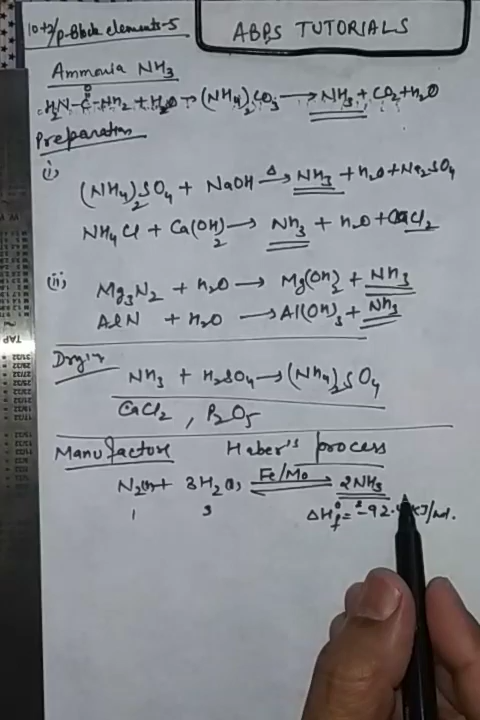 10+2/p-Block elements-5
ABPS TUTORIALS
Ammonia NH3
O
H2N-C-NH2 + H2O → (NH4)2CO3 → NH3 + CO2 + H2O
Preparation
(i)
(NH4)2SO4 + NaOH Δ→ NH3 + H2O + Na2SO4
NH4Cl + Ca(OH)2 → NH3 + H2O + CaCl2
(ii)
Mg3N2 + H2O → Mg(OH)2 + NH3
AlN + H2O → Al(OH)3 + NH3
Drying
NH3 + H2SO4 → (NH4)2SO4
CaCl2, P2O5
Manufacture Haber's process
N2(g) + 3H2(g) Fe/Mo ⇌ 2NH3
1 3
ΔHf° = -92. kJ/mol.
TAP